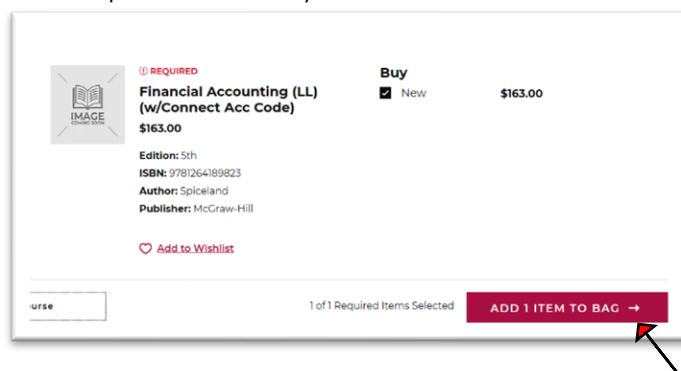 REQUIRED
Financial Accounting (LL)
(w/Connect Acc Code)
$163.00
Edition: 5th
ISBN: 9781264189823
Author: Spiceland
Publisher: McGraw-Hill
Add to Wishlist
IMAGE
COMING SOON
Buy
New
$163.00
urse
1 of 1 Required Items Selected
ADD 1 ITEM TO BAG →